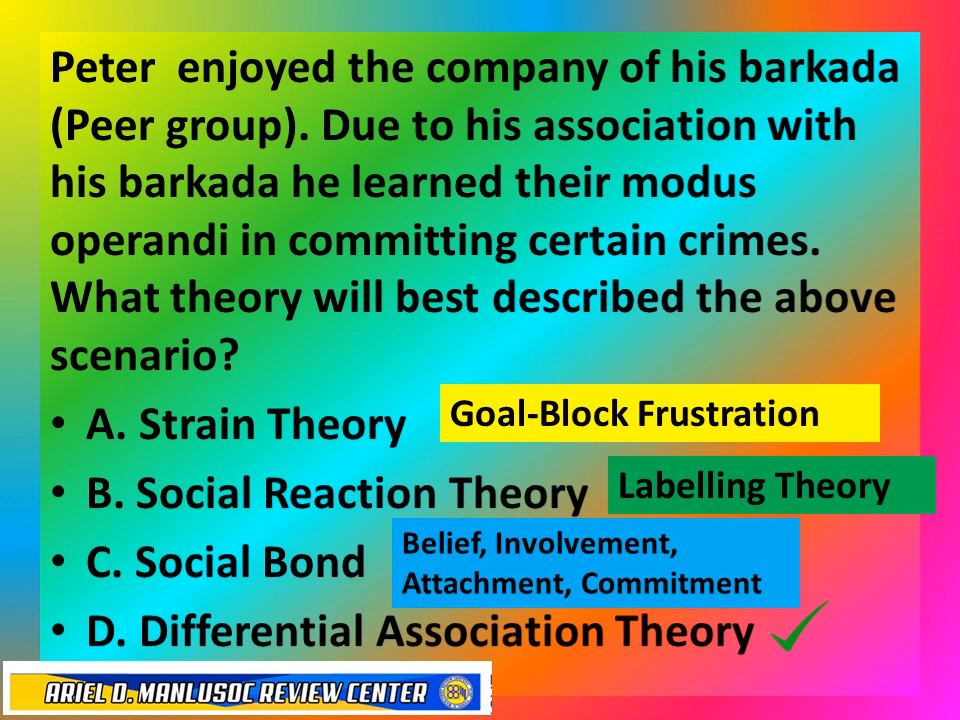 Peter enjoyed the company of his barkada
(Peer group). Due to his association with
his barkada he learned their modus
operandi in committing certain crimes.
What theory will best described the above
scenario?
• A. Strain Theory
Goal-Block Frustration
• B. Social Reaction Theory
Labelling Theory
• C. Social Bond
Belief, Involvement,
Attachment, Commitment
• D. Differential Association Theory
ARIEL D. MANLUSOC REVIEW CENTER